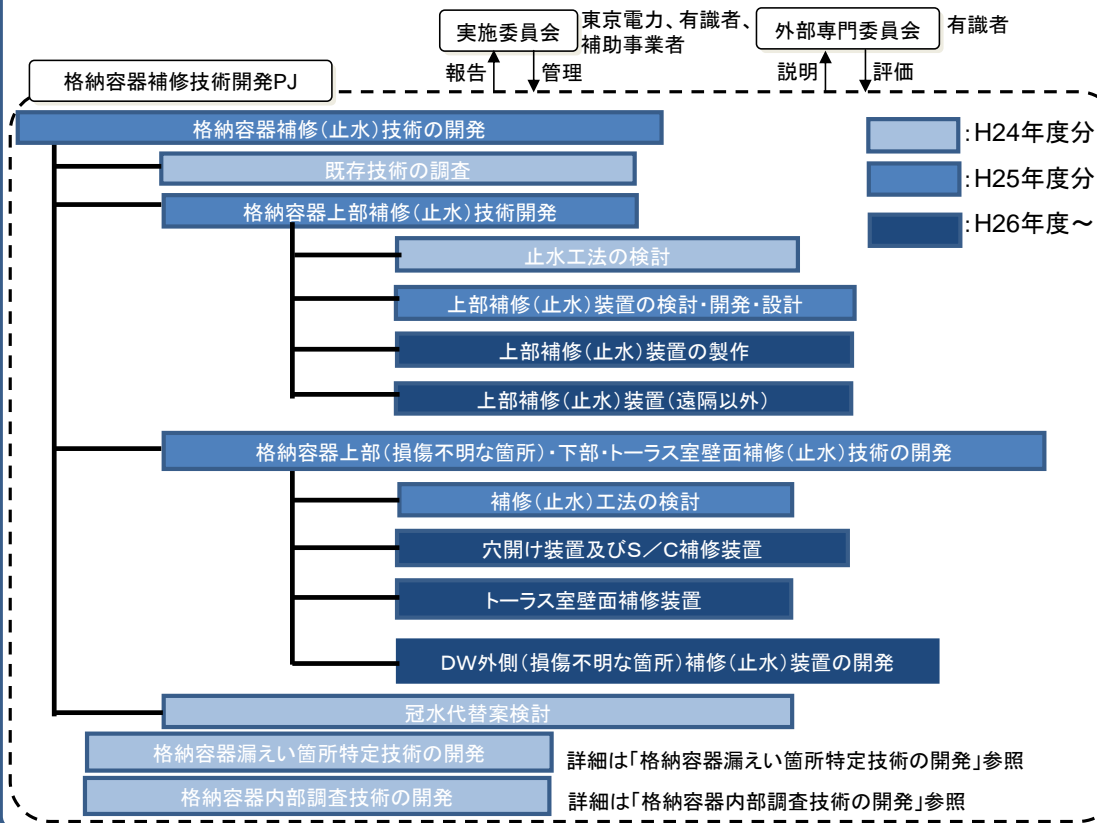 実施委員会
東京電力、有識者、
補助事業者
外部専門委員会
有識者
報告
管理
説明
評価
格納容器補修技術開発PJ
格納容器補修(止水)技術の開発
:H24年度分
既存技術の調査
:H25年度分
格納容器上部補修(止水)技術開発
:H26年度~
止水工法の検討
上部補修(止水)装置の検討・開発・設計
上部補修(止水)装置の製作
上部補修(止水)装置(遠隔以外)
格納容器上部(損傷不明な箇所)・下部・トーラス室壁面補修(止水)技術の開発
補修(止水)工法の検討
穴開け装置及びS/C補修装置
トーラス室壁面補修装置
DW外側(損傷不明な箇所)補修(止水)装置の開発
冠水代替案検討
格納容器漏えい箇所特定技術の開発
詳細は「格納容器漏えい箇所特定技術の開発」参照
格納容器内部調査技術の開発
詳細は「格納容器内部調査技術の開発」参照